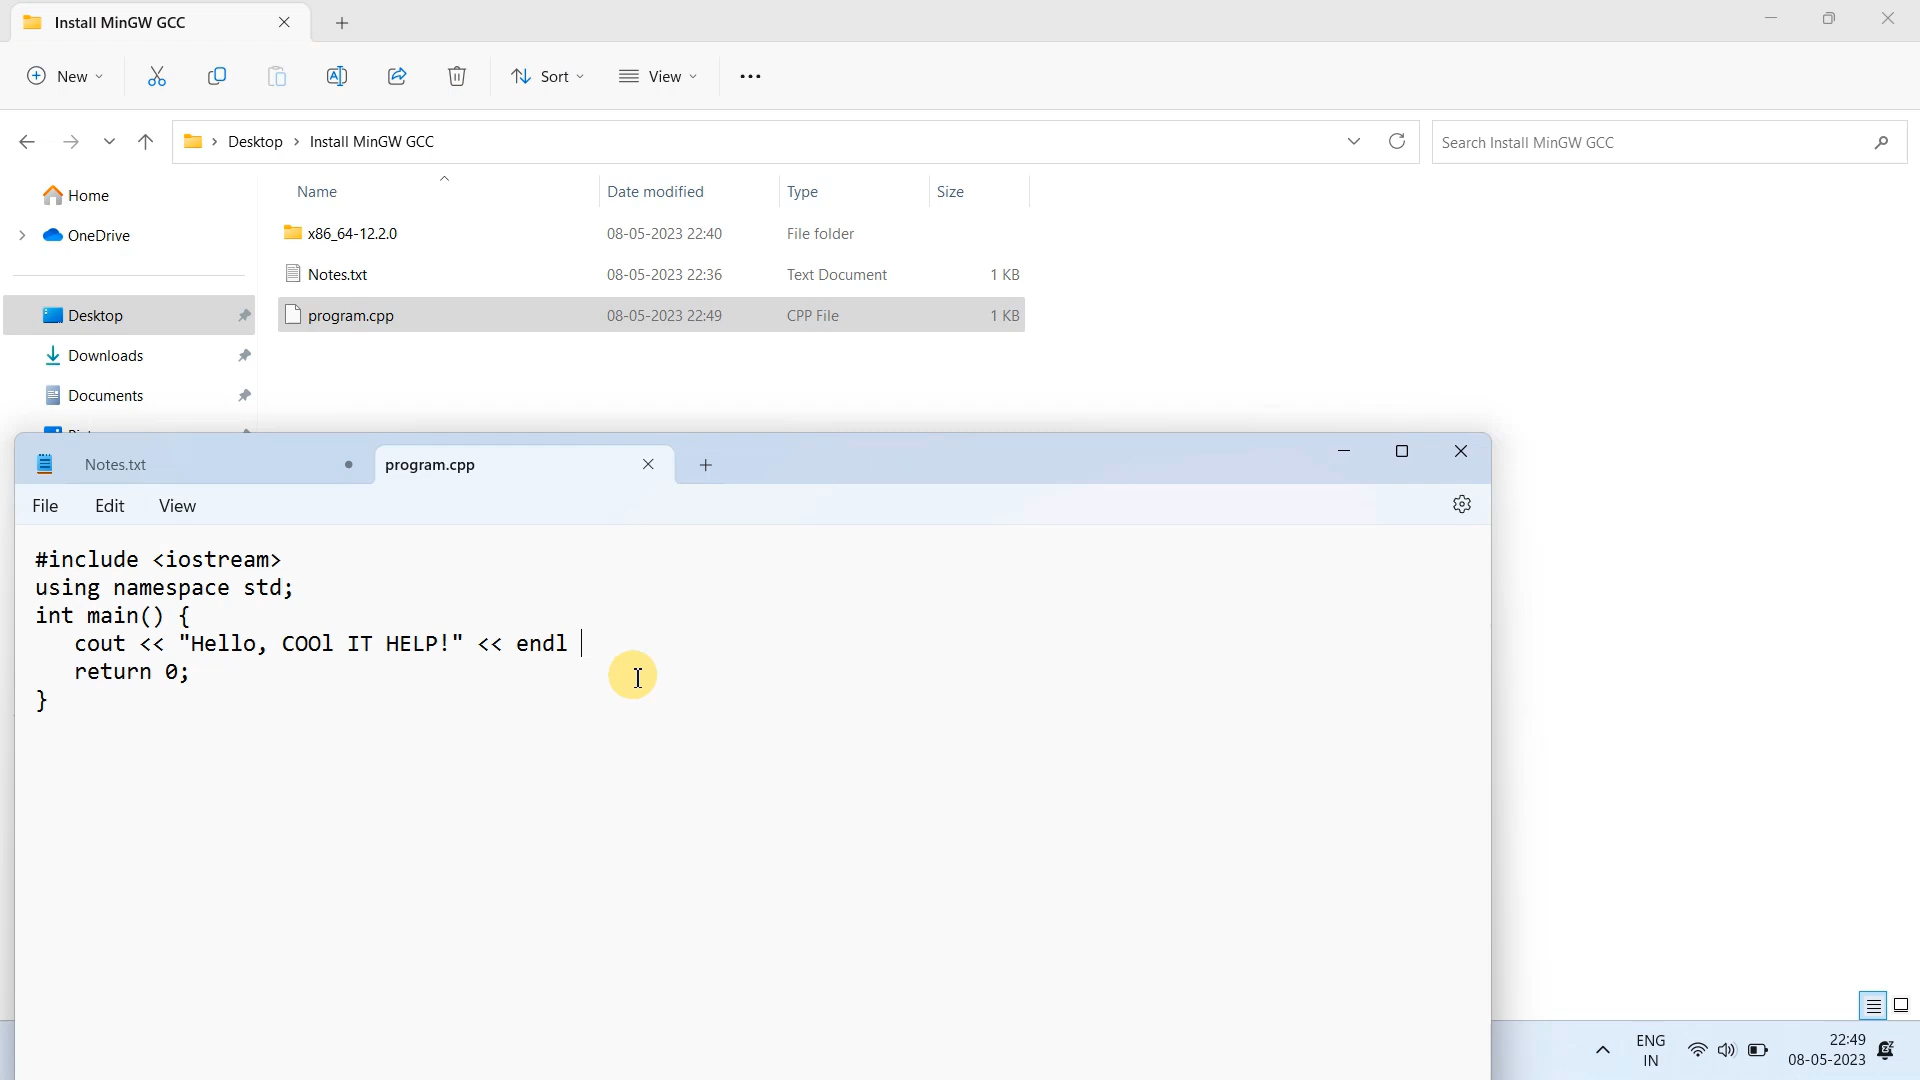 Install MinGW GCC
New
Sort
View
Desktop
Install MinGW GCC
Search Install MinGW GCC
Home
OneDrive
Desktop
Downloads
Documents
Name
Date modified
Type
Size
x86_64-12.2.0
08-05-2023 22:40
File folder
Notes.txt
08-05-2023 22:36
Text Document
1 KB
program.cpp
08-05-2023 22:49
CPP File
1 KB
Notes.txt
program.cpp
File
Edit
View
#include <iostream>
using namespace std;
int main() {
cout << "Hello, COOl IT HELP!" << endl
return 0;
}
ENG
IN
22:49
08-05-2023